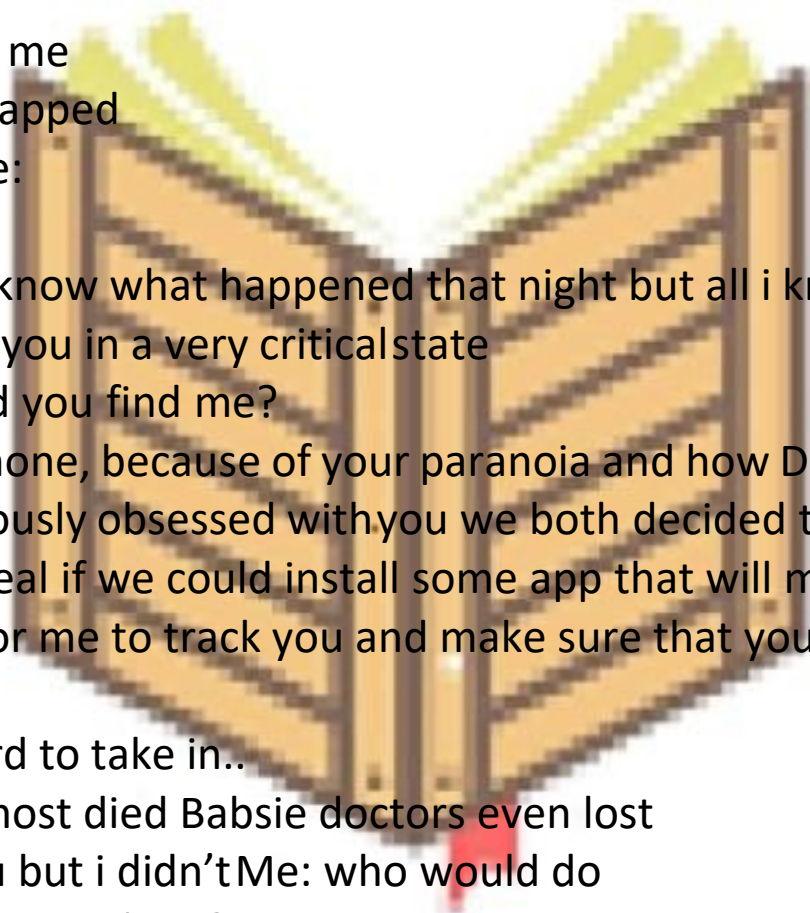 me
apped
e:
know what happened that night but all i k
you in a very criticalstate
d you find me?
one, because of your paranoia and how D
ously obsessed withyou we both decided t
eal if we could install some app that will m
or me to track you and make sure that you
rd to take in..
nost died Babsie doctors even lost
u but i didn’tMe: who would do